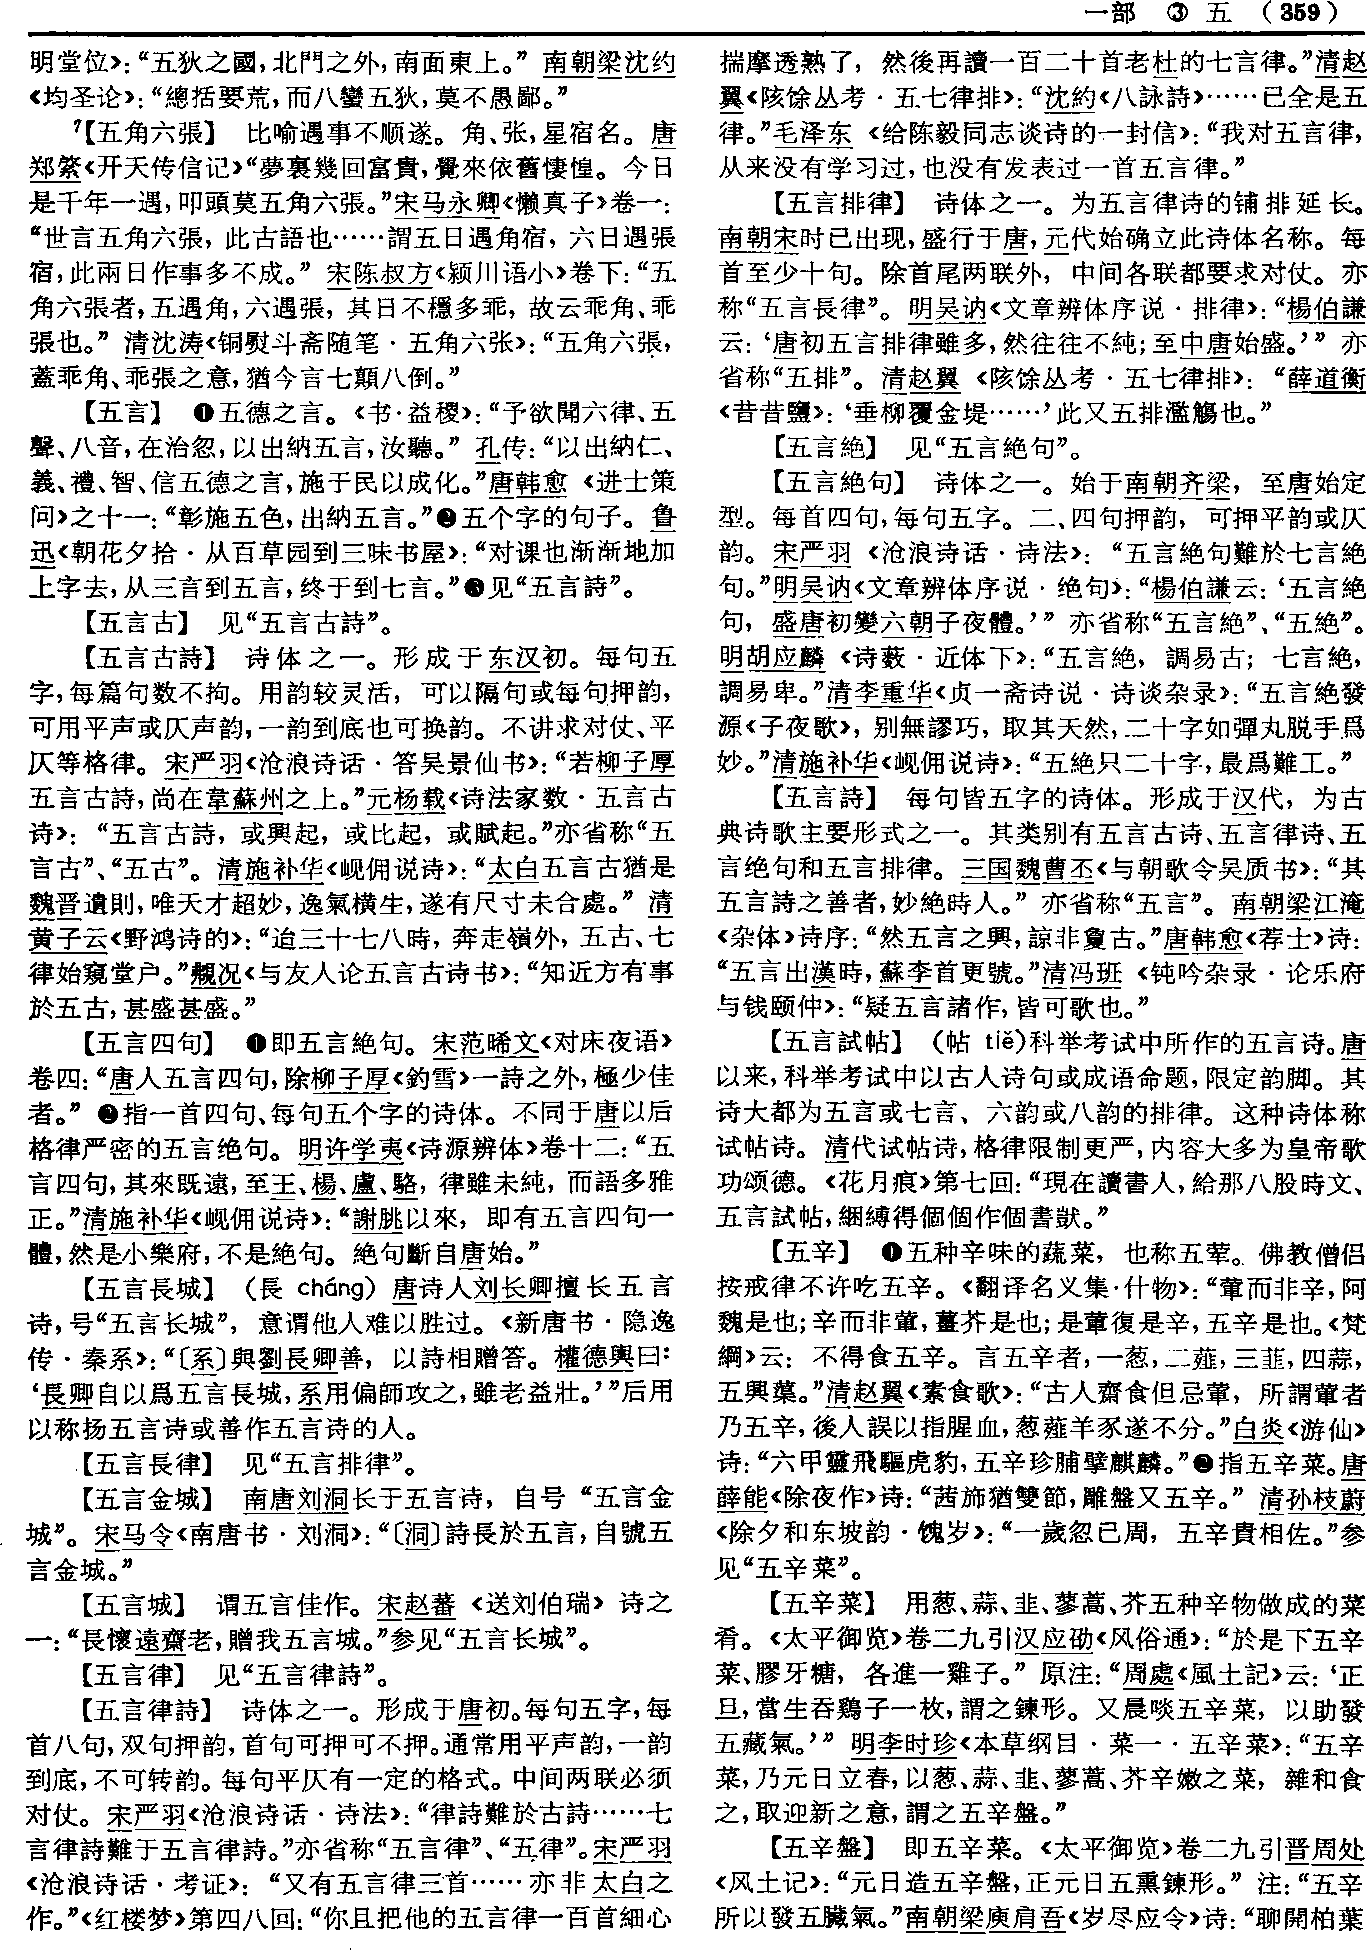 一部 ③ 五 （359）
明堂位》：“五狄之國，北門之外，南面東上。” 南朝梁沈约
《均圣论》：“總括要荒，而八蠻五狄，莫不愚鄙。”
7【五角六張】 比喻遇事不顺遂。角、张，星宿名。唐
郑綮《开天传信记》“夢裏幾回富貴，覺來依舊悽惶。今日
是千年一遇，叩頭莫五角六張。”宋马永卿《懒真子》卷一：
“世言五角六張，此古語也……謂五日遇角宿，六日遇張
宿，此兩日作事多不成。” 宋陈叔方《颍川语小》卷下：“五
角六張者，五遇角，六遇張，其日不穩多乖，故云乖角、乖
張也。” 清沈涛《铜熨斗斋随笔·五角六张》：“五角六張，
蓋乖角、乖張之意，猶今言七顛八倒。”
【五言】 ❶五德之言。《书·益稷》：“予欲聞六律、五
聲、八音，在治忽，以出納五言，汝聽。” 孔传：“以出納仁、
義、禮、智、信五德之言，施于民以成化。”唐韩愈《进士策
问》之十一：“彰施五色，出納五言。”❷五个字的句子。鲁
迅《朝花夕拾·从百草园到三味书屋》：“对课也渐渐地加
上字去，从三言到五言，终于到七言。”❸见“五言詩”。
【五言古】 见“五言古詩”。
【五言古詩】 诗体之一。形成于东汉初。每句五
字，每篇句数不拘。用韵较灵活，可以隔句或每句押韵，
可用平声或仄声韵，一韵到底也可换韵。不讲求对仗、平
仄等格律。宋严羽《沧浪诗话·答吴景仙书》：“若柳子厚
五言古詩，尚在韋蘇州之上。”元杨载《诗法家数·五言古
诗》：“五言古詩，或興起，或比起，或賦起。”亦省称“五
言古”、“五古”。清施补华《岘佣说诗》：“太白五言古猶是
魏晋遺則，唯天才超妙，逸氣横生，遂有尺寸未合處。” 清
黄子云《野鸿诗的》：“迨三十七八時，奔走嶺外，五古、七
律始窺堂户。”觀况《与友人论五言古诗书》：“知近方有事
於五古，甚盛甚盛。”
【五言四句】 ❶即五言絶句。宋范晞文《对床夜语》
卷四：“唐人五言四句，除柳子厚《釣雪》一詩之外，極少佳
者。” ❷指一首四句、每句五个字的诗体。不同于唐以后
格律严密的五言绝句。明许学夷《诗源辨体》卷十二：“五
言四句，其來既遠，至王、楊、盧、駱，律雖未純，而語多雅
正。”清施补华《岘佣说诗》：“謝朓以來，即有五言四句一
體，然是小樂府，不是絶句。絶句斷自唐始。”
【五言長城】 （長 cháng）唐诗人刘长卿擅长五言
诗，号“五言长城”，意谓他人难以胜过。《新唐书·隐逸
传·秦系》：“〔系〕與劉長卿善，以詩相贈答。權德輿曰：
‘長卿自以爲五言長城，系用偏師攻之，雖老益壯。’”后用
以称扬五言诗或善作五言诗的人。
【五言長律】 见“五言排律”。
【五言金城】 南唐刘洞长于五言诗，自号“五言金
城”。宋马令《南唐书·刘洞》：“〔洞〕詩長於五言，自號五
言金城。”
【五言城】 谓五言佳作。宋赵蕃《送刘伯瑞》诗之
一：“長懷遠齋老，贈我五言城。”参见“五言长城”。
【五言律】 见“五言律詩”。
【五言律詩】 诗体之一。形成于唐初。每句五字，每
首八句，双句押韵，首句可押可不押。通常用平声韵，一韵
到底，不可转韵。每句平仄有一定的格式。中间两联必须
对仗。宋严羽《沧浪诗话·诗法》：“律詩難於古詩……七
言律詩難于五言律詩。”亦省称“五言律”、“五律”。宋严羽
《沧浪诗话·考证》：“又有五言律三首……亦非太白之
作。”《红楼梦》第四八回：“你且把他的五言律一百首細心
揣摩透熟了，然後再讀一百二十首老杜的七言律。”清赵
翼《陔馀丛考·五七律排》：“沈約《八詠詩》……已全是五
律。”毛泽东《给陈毅同志谈诗的一封信》：“我对五言律，
从来没有学习过，也没有发表过一首五言律。”
【五言排律】 诗体之一。为五言律诗的铺排延长。
南朝宋时已出现，盛行于唐，元代始确立此诗体名称。每
首至少十句。除首尾两联外，中间各联都要求对仗。亦
称“五言長律”。明吴讷《文章辨体序说·排律》：“楊伯謙
云：‘唐初五言排律雖多，然往往不純；至中唐始盛。’” 亦
省称“五排”。清赵翼《陔馀丛考·五七律排》：“薛道衡
《昔昔鹽》：‘垂柳覆金堤……’此又五排濫觴也。”
【五言絶】 见“五言絶句”。
【五言絶句】 诗体之一。始于南朝齐梁，至唐始定
型。每首四句，每句五字。二、四句押韵，可押平韵或仄
韵。宋严羽《沧浪诗话·诗法》：“五言絶句難於七言絶
句。”明吴讷《文章辨体序说·绝句》：“楊伯謙云：‘五言絶
句，盛唐初變六朝子夜體。’” 亦省称“五言絶”、“五絶”。
明胡应麟《诗薮·近体下》：“五言絶，調易古；七言絶，
調易卑。”清李重华《贞一斋诗说·诗谈杂录》：“五言絶發
源《子夜歌》，别無謬巧，取其天然，二十字如彈丸脱手爲
妙。”清施补华《岘佣说诗》：“五絶只二十字，最爲難工。”
【五言詩】 每句皆五字的诗体。形成于汉代，为古
典诗歌主要形式之一。其类别有五言古诗、五言律诗、五
言绝句和五言排律。三国魏曹丕《与朝歌令吴质书》：“其
五言詩之善者，妙絶時人。” 亦省称“五言”。南朝梁江淹
《杂体》诗序：“然五言之興，諒非敻古。”唐韩愈《荐士》诗：
“五言出漢時，蘇李首更號。”清冯班《钝吟杂录·论乐府
与钱颐仲》：“疑五言諸作，皆可歌也。”
【五言試帖】 （帖 tiě）科举考试中所作的五言诗。唐
以来，科举考试中以古人诗句或成语命题，限定韵脚。其
诗大都为五言或七言、六韵或八韵的排律。这种诗体称
试帖诗。清代试帖诗，格律限制更严，内容大多为皇帝歌
功颂德。《花月痕》第七回：“現在讀書人，給那八股時文、
五言試帖，綑縛得個個作個書獃。”
【五辛】 ❶五种辛味的蔬菜，也称五荤。佛教僧侣
按戒律不许吃五辛。《翻译名义集·什物》：“葷而非辛，阿
魏是也；辛而非葷，薑芥是也；是葷復是辛，五辛是也。《梵
綱》云：不得食五辛。言五辛者，一葱，二薤，三韮，四蒜，
五興蕖。”清赵翼《素食歌》：“古人齋食但忌葷，所謂葷者
乃五辛，後人誤以指腥血，葱薤羊豕遂不分。”白炎《游仙》
诗：“六甲靈飛驅虎豹，五辛珍脯擘麒麟。”❷指五辛菜。唐
薛能《除夜作》诗：“茜旆猶雙節，雕盤又五辛。” 清孙枝蔚
《除夕和东坡韵·馈岁》：“一歲忽已周，五辛貴相佐。”参
见“五辛菜”。
【五辛菜】 用葱、蒜、韭、蓼蒿、芥五种辛物做成的菜
肴。《太平御览》卷二九引汉应劭《风俗通》：“於是下五辛
菜、膠牙糖，各進一雞子。” 原注：“周處《風土記》云：‘正
旦，當生吞鷄子一枚，謂之鍊形。又晨啖五辛菜，以助發
五藏氣。’” 明李时珍《本草纲目·菜一·五辛菜》：“五辛
菜，乃元日立春，以葱、蒜、韭、蓼蒿、芥辛嫩之菜，雜和食
之，取迎新之意，謂之五辛盤。”
【五辛盤】 即五辛菜。《太平御览》卷二九引晋周处
《风土记》：“元日造五辛盤，正元日五熏鍊形。” 注：“五辛
所以發五臟氣。”南朝梁庾肩吾《岁尽应令》诗：“聊開柏葉